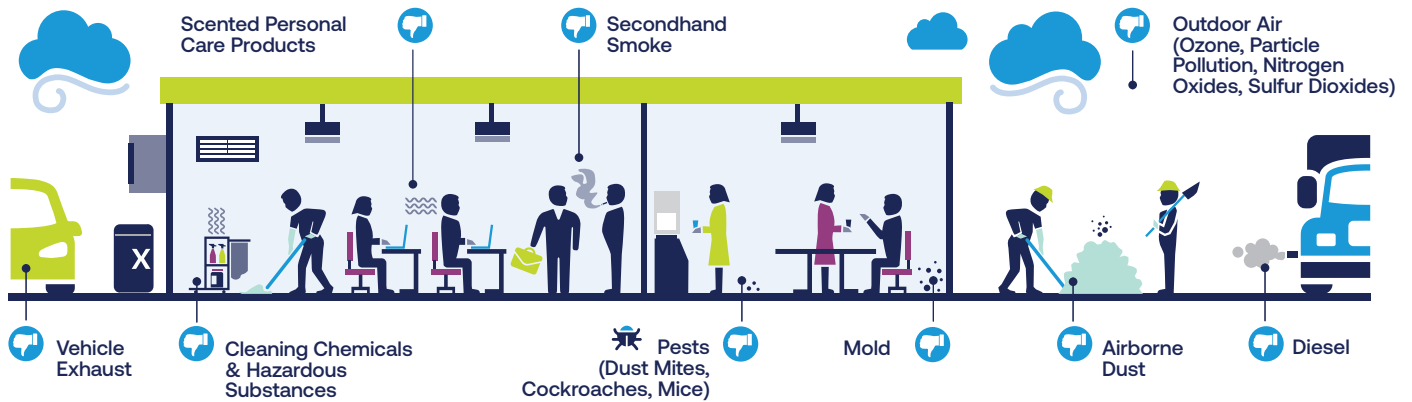 Scented Personal
Care Products
Secondhand
Smoke
Outdoor Air
(Ozone, Particle
Pollution, Nitrogen
Oxides, Sulfur Dioxides)
X
Vehicle
Exhaust
Cleaning Chemicals
& Hazardous
Substances
Pests
(Dust Mites,
Cockroaches, Mice)
Mold
Airborne
Dust
Diesel